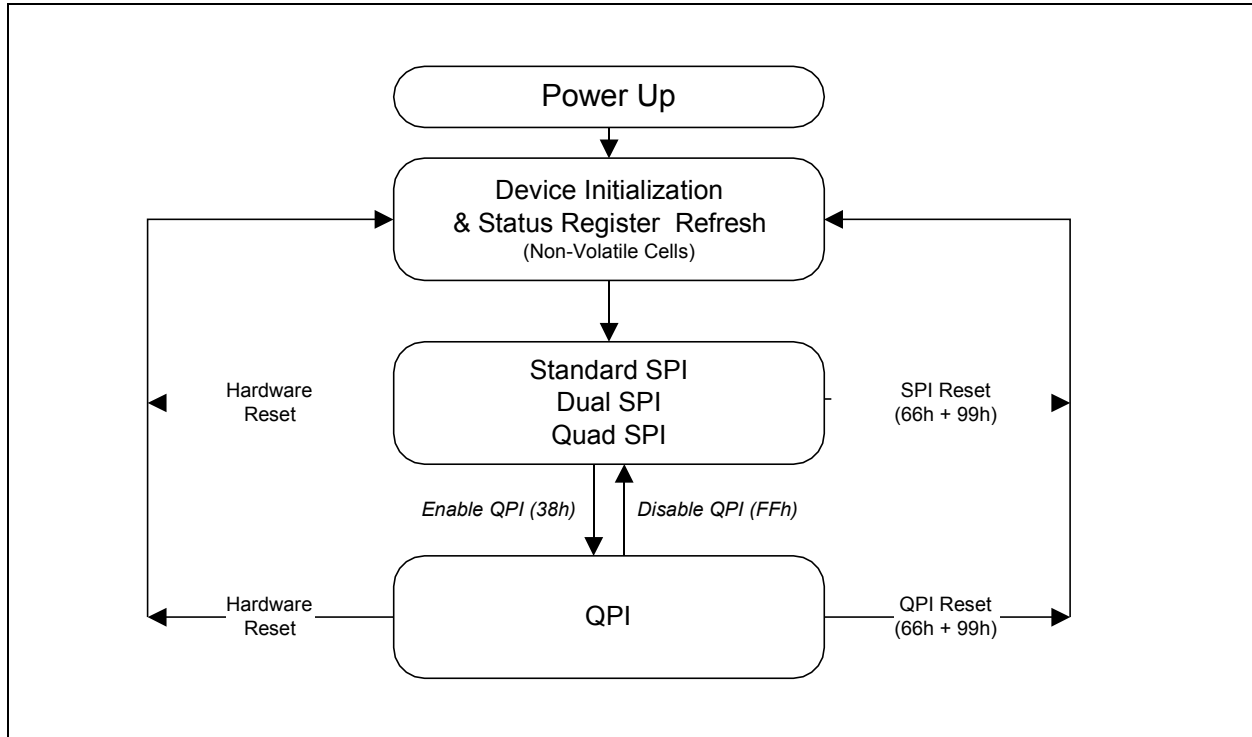 Power Up
Device Initialization
& Status Register Refresh
(Non-Volatile Cells)
Hardware
Reset
Standard SPI
Dual SPI
Quad SPI
SPI Reset
(66h + 99h)
Enable QPI (38h)
Disable QPI (FFh)
Hardware
Reset
QPI
QPI Reset
(66h + 99h)